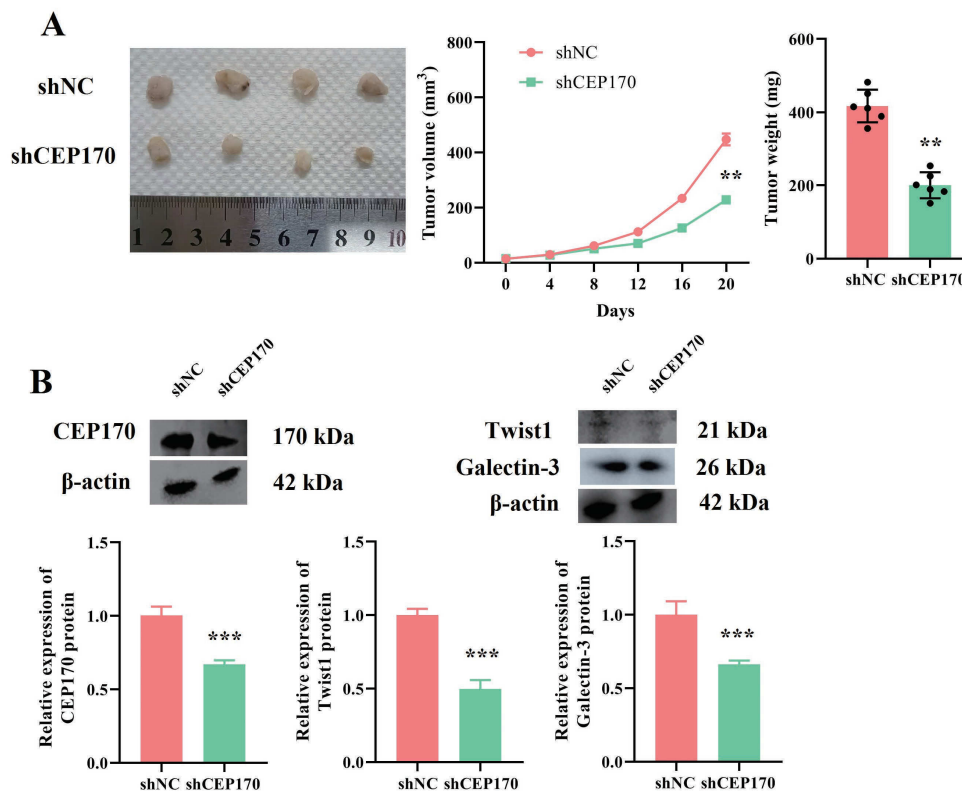 A
shNC
shCEP170
1 2 3 4 5 6 7 8 9 10
Tumor volume (mm³)
800
600
400
200
0
shNC
shCEP170
**
0 4 8 12 16 20
Days
Tumor weight (mg)
600
400
200
0
**
shNC shCEP170
B
shNC shCEP170
CEP170 170 kDa
β-actin 42 kDa
shNC shCEP170
Twist1 21 kDa
Galectin-3 26 kDa
β-actin 42 kDa
Relative expression of
CEP170 protein
1.5
1.0
0.5
0.0
***
shNC shCEP170
Relative expression of
Twist1 protein
1.5
1.0
0.5
0.0
***
shNC shCEP170
Relative expression of
Galectin-3 protein
1.5
1.0
0.5
0.0
***
shNC shCEP170